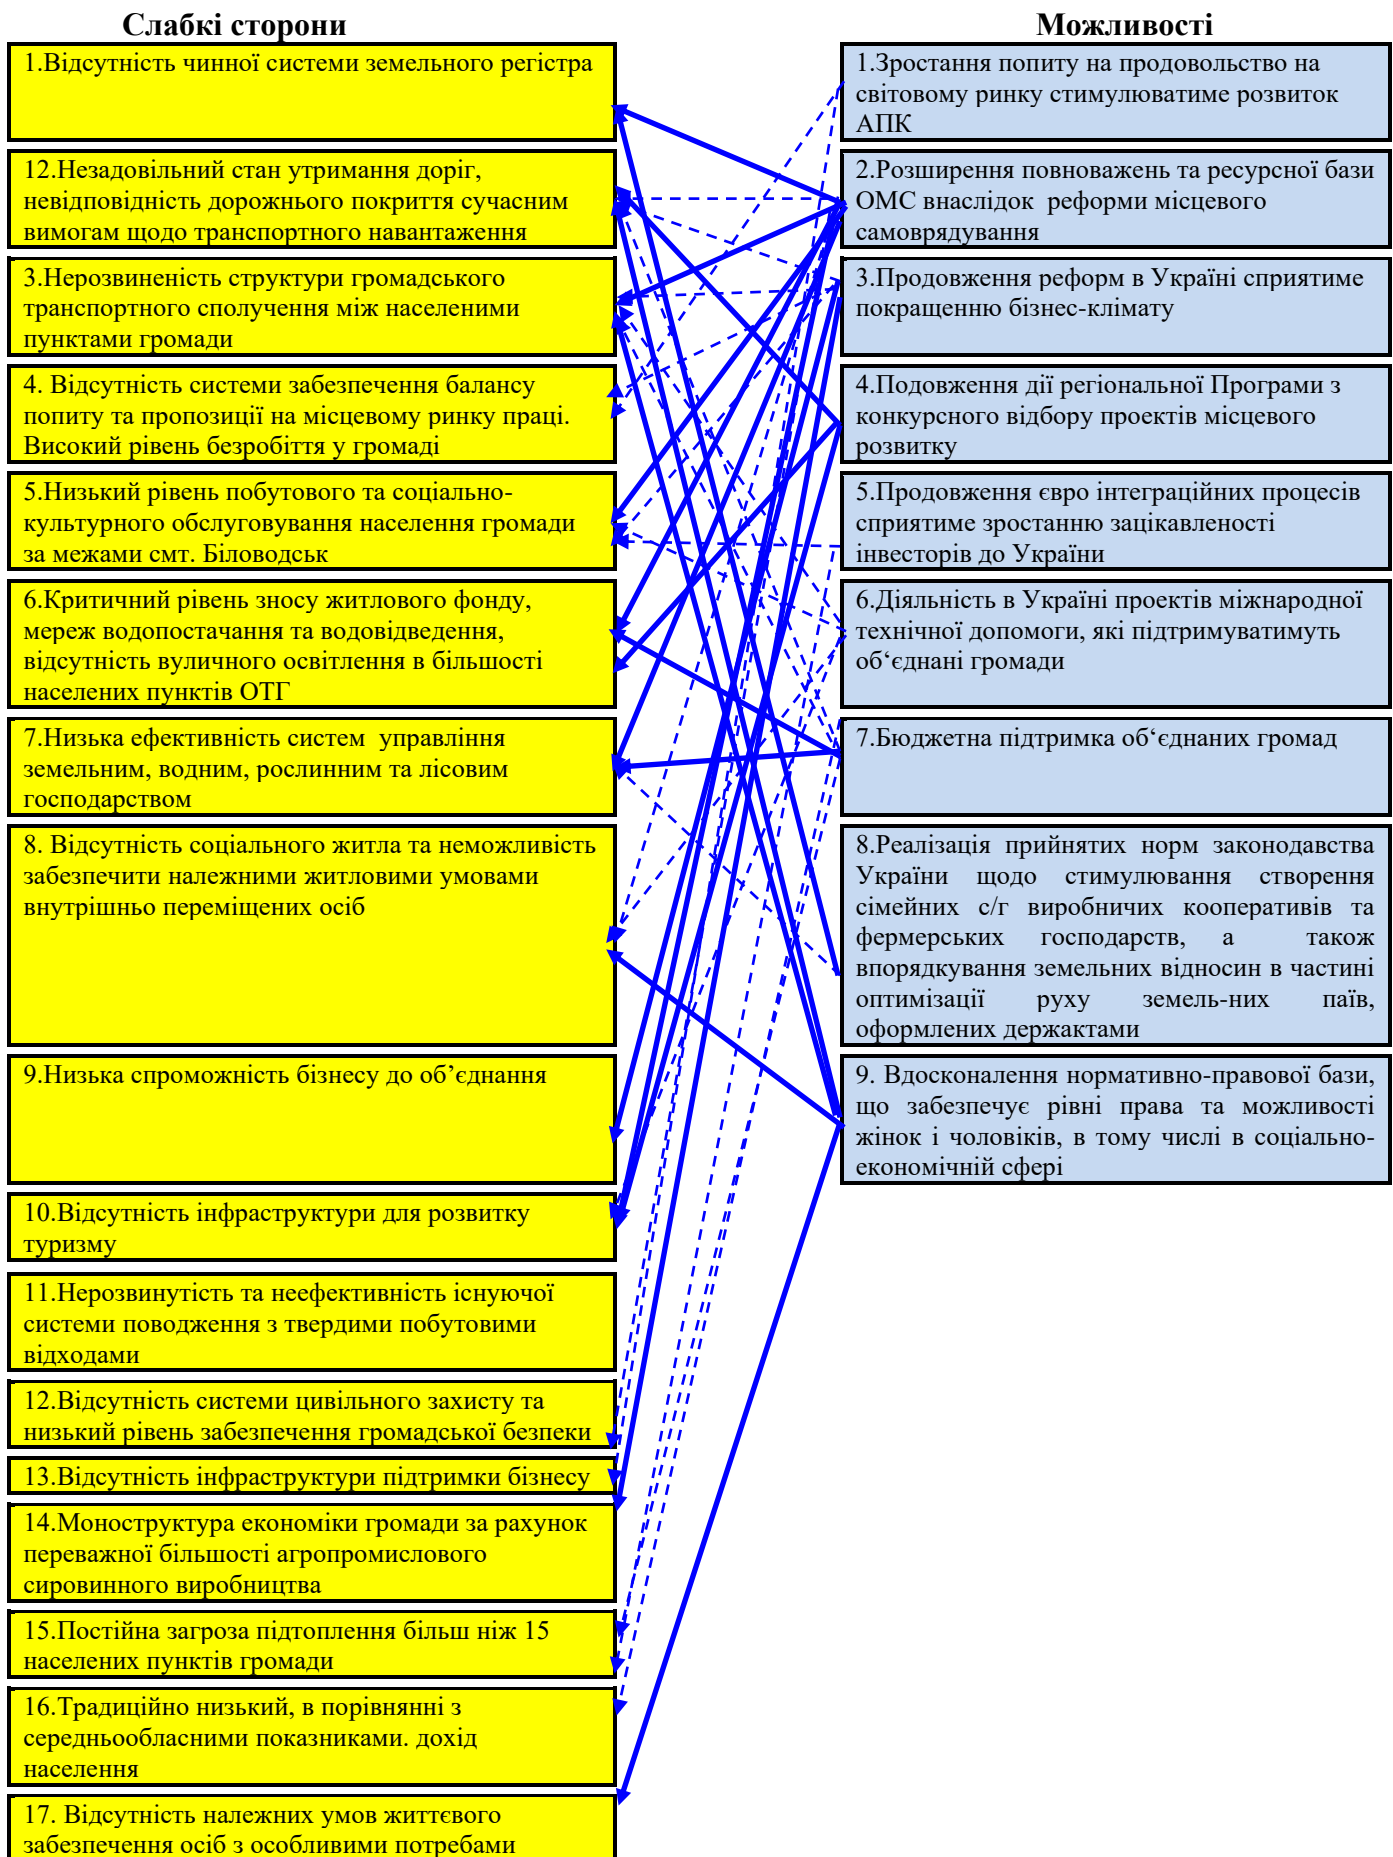 Слабкі сторони
1.Відсутність чинної системи земельного регістра
12.Незадовільний стан утримання доріг,
невідповідність дорожнього покриття сучасним
вимогам щодо транспортного навантаження
3.Нерозвиненість структури громадського
транспортного сполучення між населеними
пунктами громади
4. Відсутність системи забезпечення балансу
попиту та пропозиції на місцевому ринку праці.
Високий рівень безробіття у громаді
5.Низький рівень побутового та соціально-
культурного обслуговування населення громади
за межами смт. Біловодськ
6.Критичний рівень зносу житлового фонду,
мереж водопостачання та водовідведення,
відсутність вуличного освітлення в більшості
населених пунктів ОТГ
7.Низька ефективність систем управління
земельним, водним, рослинним та лісовим
господарством
8. Відсутність соціального житла та неможливість
забезпечити належними житловими умовами
внутрішньо переміщених осіб
9.Низька спроможність бізнесу до об’єднання
10.Відсутність інфраструктури для розвитку
туризму
11.Нерозвинутість та неефективність існуючої
системи поводження з твердими побутовими
відходами
12.Відсутність системи цивільного захисту та
низький рівень забезпечення громадської безпеки
13.Відсутність інфраструктури підтримки бізнесу
14.Моноструктура економіки громади за рахунок
переважної більшості агропромислового
сировинного виробництва
15.Постійна загроза підтоплення більш ніж 15
населених пунктів громади
16.Традиційно низький, в порівнянні з
середньообласними показниками. дохід
населення
17. Відсутність належних умов життєвого
забезпечення осіб з особливими потребами
Можливості
1.Зростання попиту на продовольство на
світовому ринку стимулюватиме розвиток
АПК
2.Розширення повноважень та ресурсної бази
ОМС внаслідок реформи місцевого
самоврядування
3.Продовження реформ в Україні сприятиме
покращенню бізнес-клімату
4.Подовження дії регіональної Програми з
конкурсного відбору проектів місцевого
розвитку
5.Продовження євро інтеграційних процесів
сприятиме зростанню зацікавленості
інвесторів до України
6.Діяльність в Україні проектів міжнародної
технічної допомоги, які підтримуватимуть
об‘єднані громади
7.Бюджетна підтримка об‘єднаних громад
8.Реалізація прийнятих норм законодавства
України щодо стимулювання створення
сімейних с/г виробничих кооперативів та
фермерських господарств, а також
впорядкування земельних відносин в частині
оптимізації руху земель-них паїв,
оформлених держактами
9. Вдосконалення нормативно-правової бази,
що забезпечує рівні права та можливості
жінок і чоловіків, в тому числі в соціально-
економічній сфері